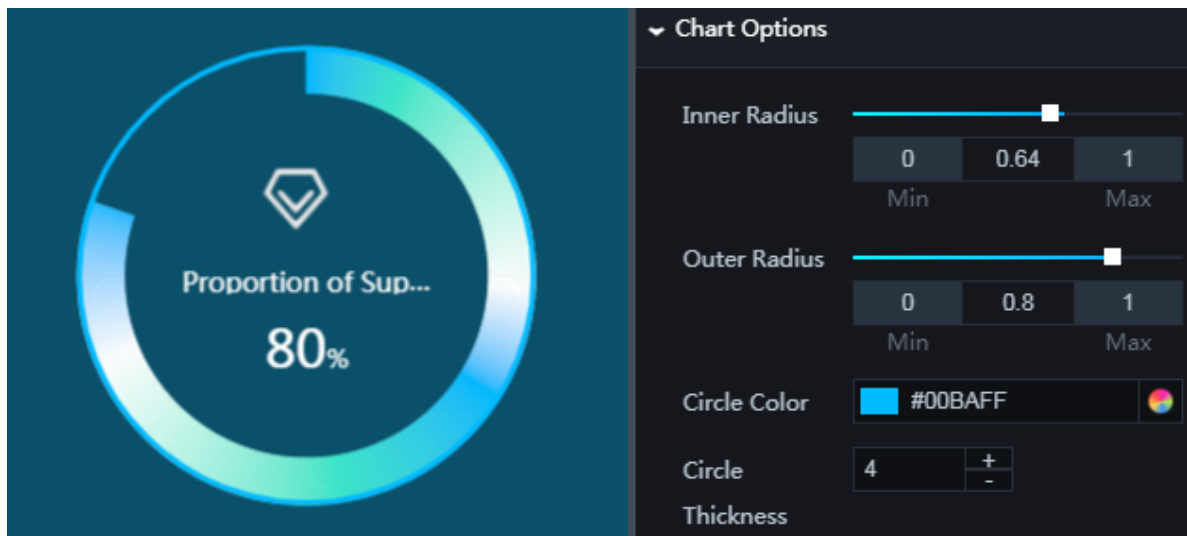 Proportion of Sup...
80%
Chart Options
Inner Radius
0 0.64 1
Min Max
Outer Radius
0 0.8 1
Min Max
Circle Color #00BAFF
Circle 4 + -
Thickness